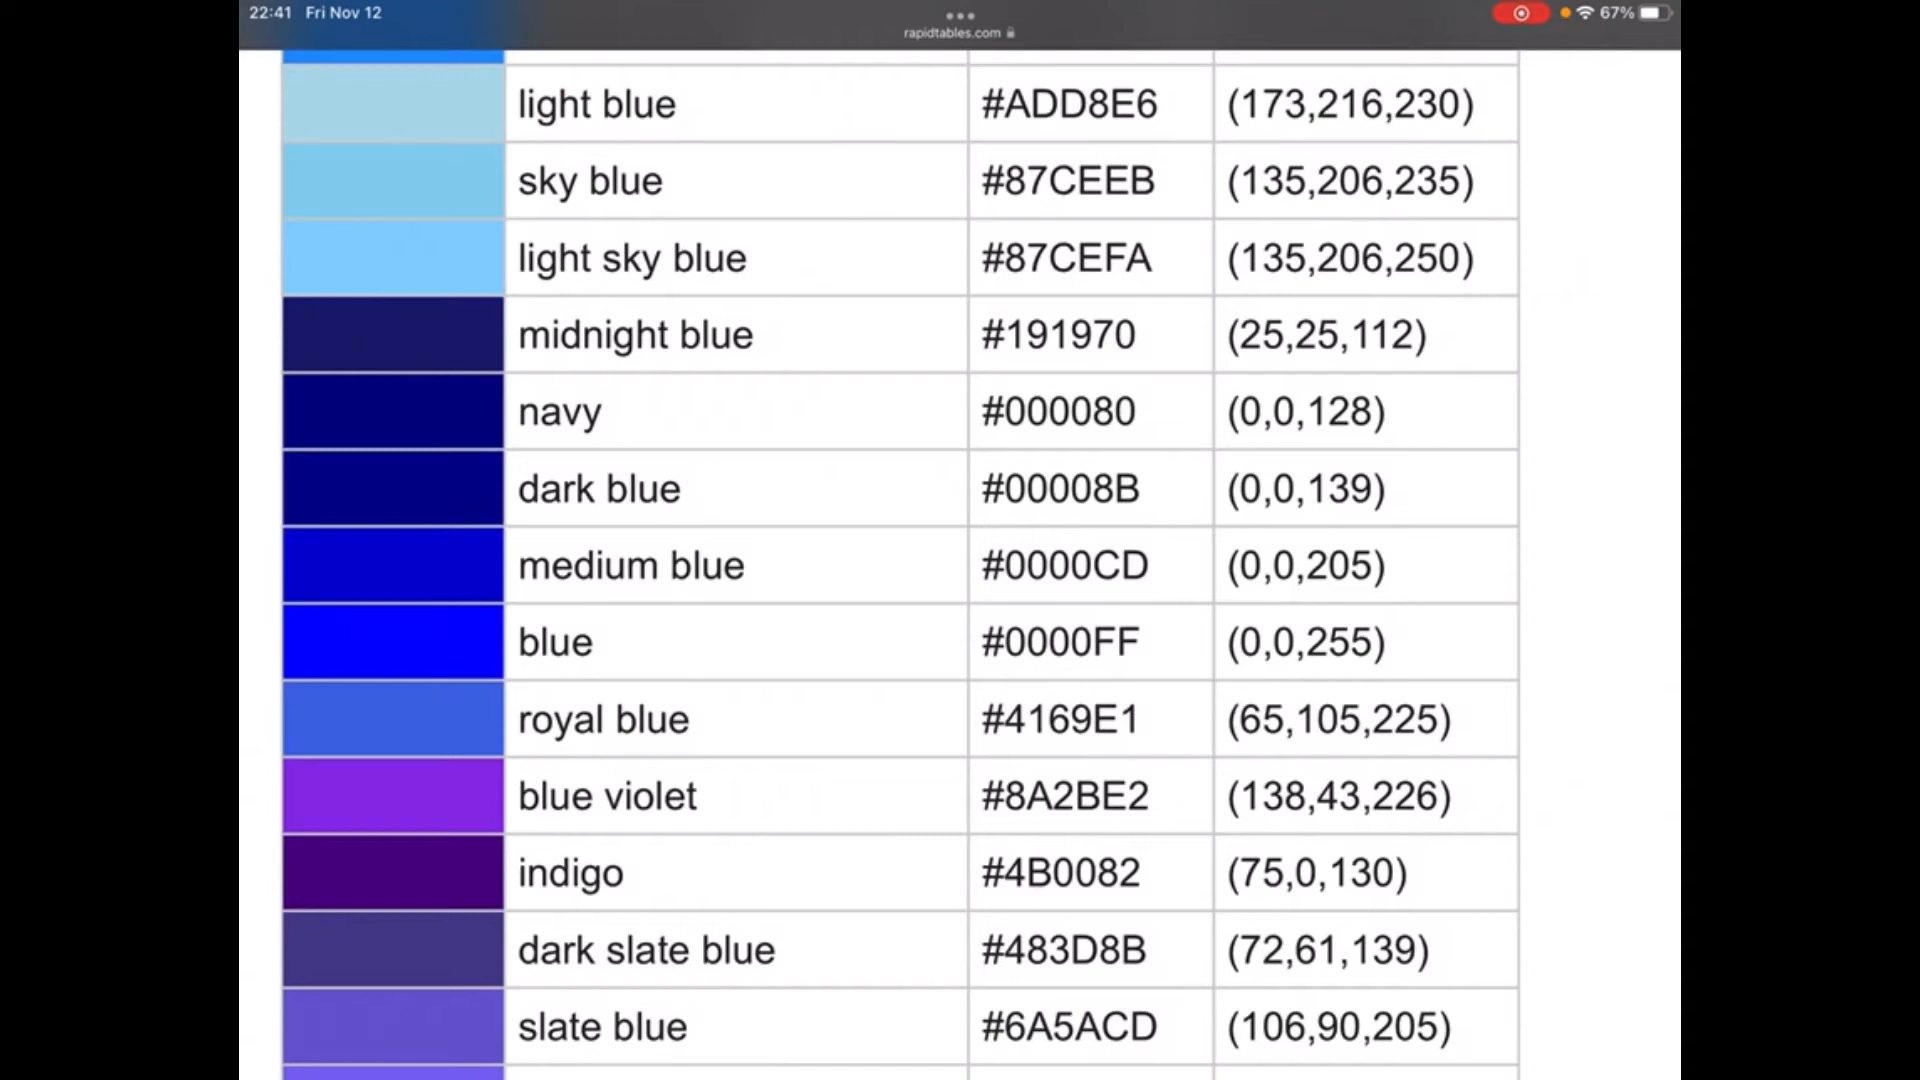 22:41 Fri Nov 12
rapidtables.com
67%
light blue #ADD8E6 (173,216,230)
sky blue #87CEEB (135,206,235)
light sky blue #87CEFA (135,206,250)
midnight blue #191970 (25,25,112)
navy #000080 (0,0,128)
dark blue #00008B (0,0,139)
medium blue #0000CD (0,0,205)
blue #0000FF (0,0,255)
royal blue #4169E1 (65,105,225)
blue violet #8A2BE2 (138,43,226)
indigo #4B0082 (75,0,130)
dark slate blue #483D8B (72,61,139)
slate blue #6A5ACD (106,90,205)